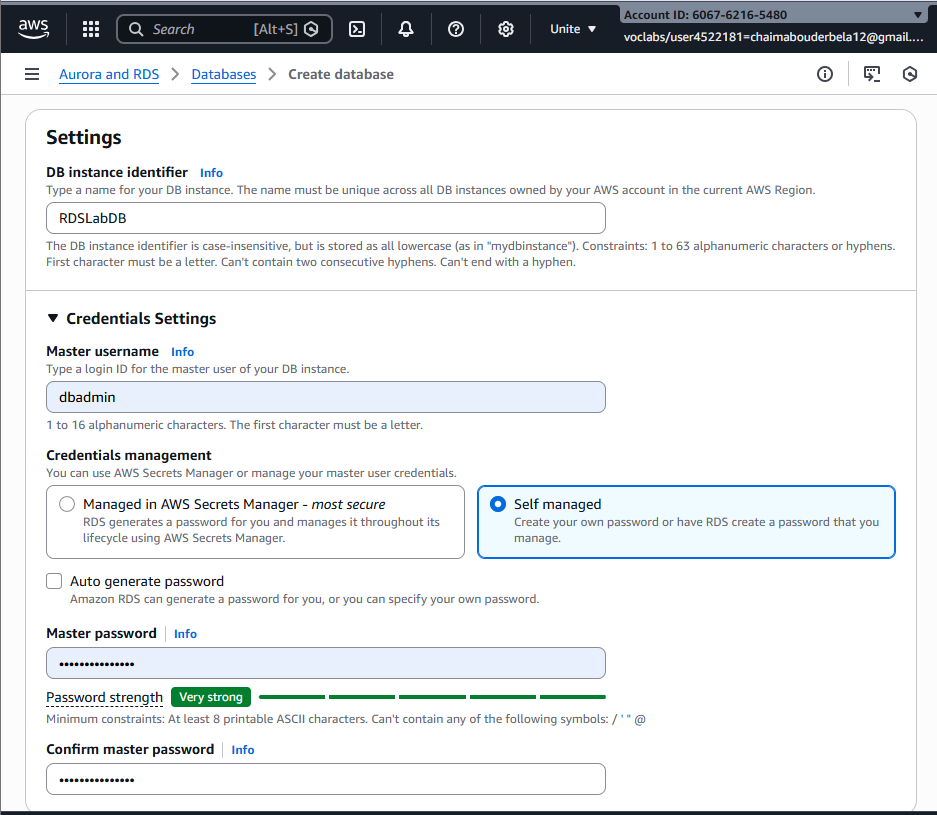 aws
Search [Alt+S]
Unite ▼
Account ID: 6067-6216-5480
voclabs/user4522181=chaimabouderbela12@gmail....
Aurora and RDS > Databases > Create database
Settings
DB instance identifier Info
Type a name for your DB instance. The name must be unique across all DB instances owned by your AWS account in the current AWS Region.
RDSLabDB
The DB instance identifier is case-insensitive, but is stored as all lowercase (as in "mydbinstance"). Constraints: 1 to 63 alphanumeric characters or hyphens.
First character must be a letter. Can't contain two consecutive hyphens. Can't end with a hyphen.
▼ Credentials Settings
Master username Info
Type a login ID for the master user of your DB instance.
dbadmin
1 to 16 alphanumeric characters. The first character must be a letter.
Credentials management
You can use AWS Secrets Manager or manage your master user credentials.
Managed in AWS Secrets Manager - most secure
RDS generates a password for you and manages it throughout its
lifecycle using AWS Secrets Manager.
Self managed
Create your own password or have RDS create a password that you
manage.
Auto generate password
Amazon RDS can generate a password for you, or you can specify your own password.
Master password Info
•••••••••••••••
Password strength Very strong
Minimum constraints: At least 8 printable ASCII characters. Can't contain any of the following symbols: / ' " @
Confirm master password Info
•••••••••••••••